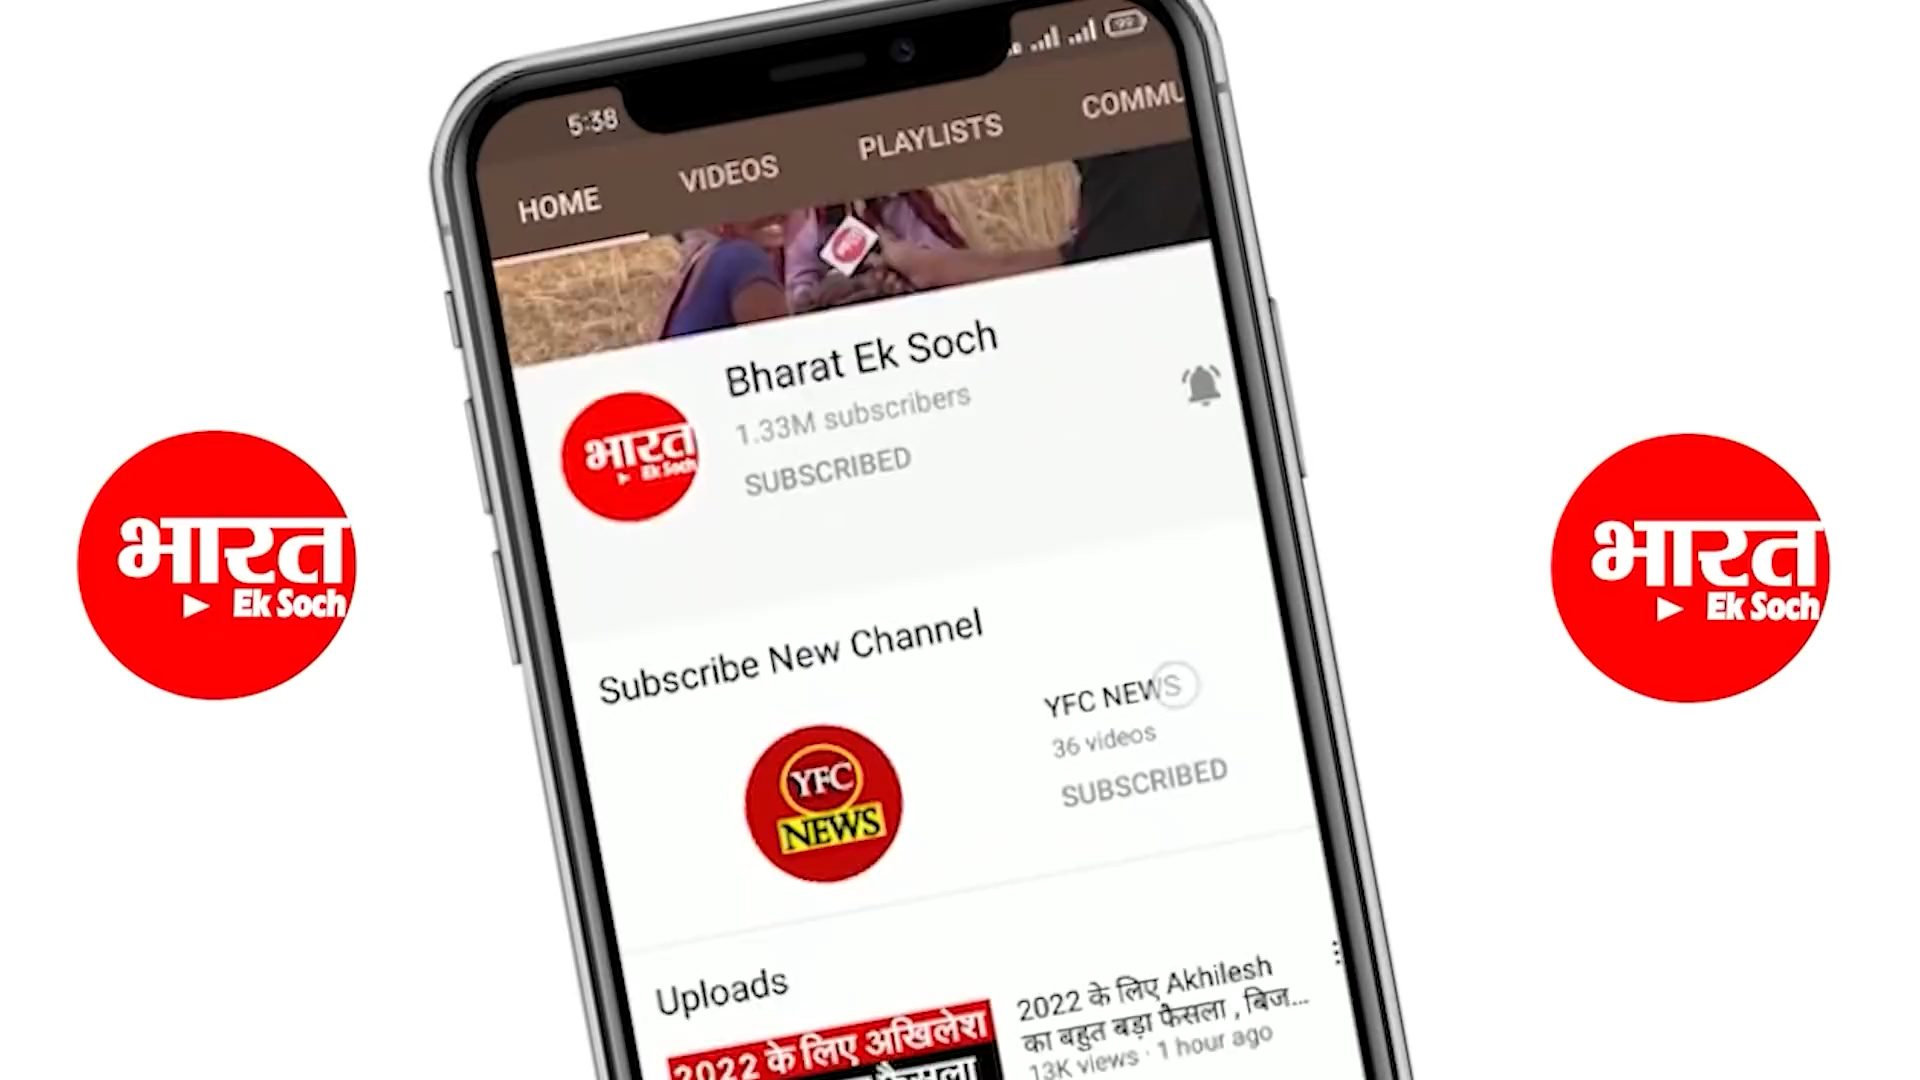 5:38
99
HOME VIDEOS PLAYLISTS COMMU
Bharat Ek Soch
1.33M subscribers
SUBSCRIBED
भारत
Ek Soch
भारत
Ek Soch
भारत
Ek Soch
Subscribe New Channel
YFC
NEWS
YFC NEWS
36 videos
SUBSCRIBED
Uploads
2022 के लिए अखिलेश
2022 के लिए Akhilesh
का बहुत बड़ा फैसला , बिज...
13K views · 1 hour ago